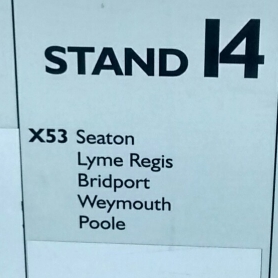 STAND 14
X53 Seaton
Lyme Regis
Bridport
Weymouth
Poole